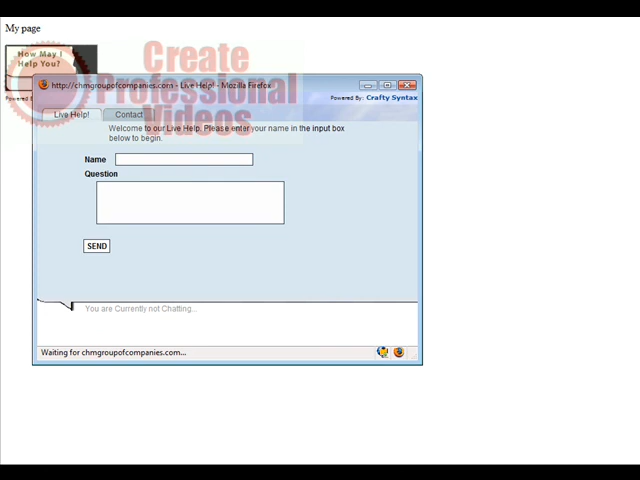 My page
How May I
Help You?
Create
Professional
Videos
Powered B
http://chmgroupofcompanies.com - Live Help! - Mozilla Firefox
Powered By: Crafty Syntax
Live Help!
Contact
Welcome to our Live Help. Please enter your name in the input box
below to begin.
Name
Question
SEND
You are Currently not Chatting...
Waiting for chmgroupofcompanies.com...